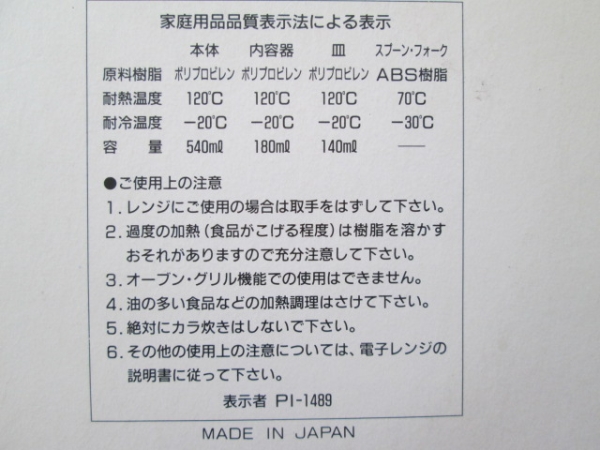 家庭用品品質表示法による表示
本体 内容器 皿 スプーン・フォーク
原料樹脂 ポリプロピレン ポリプロピレン ポリプロピレン ABS樹脂
耐熱温度 120℃ 120℃ 120℃ 70℃
耐冷温度 −20℃ −20℃ −20℃ −30℃
容量 540mℓ 180mℓ 140mℓ ――
●ご使用上の注意
1. レンジにご使用の場合は取手をはずして下さい。
2. 過度の加熱(食品がこげる程度)は樹脂を溶かす
おそれがありますので充分注意して下さい。
3. オーブン・グリル機能での使用はできません。
4. 油の多い食品などの加熱調理はさけて下さい。
5. 絶対にカラ炊きはしないで下さい。
6. その他の使用上の注意については、電子レンジの
説明書に従って下さい。
表示者 PI-1489
MADE IN JAPAN